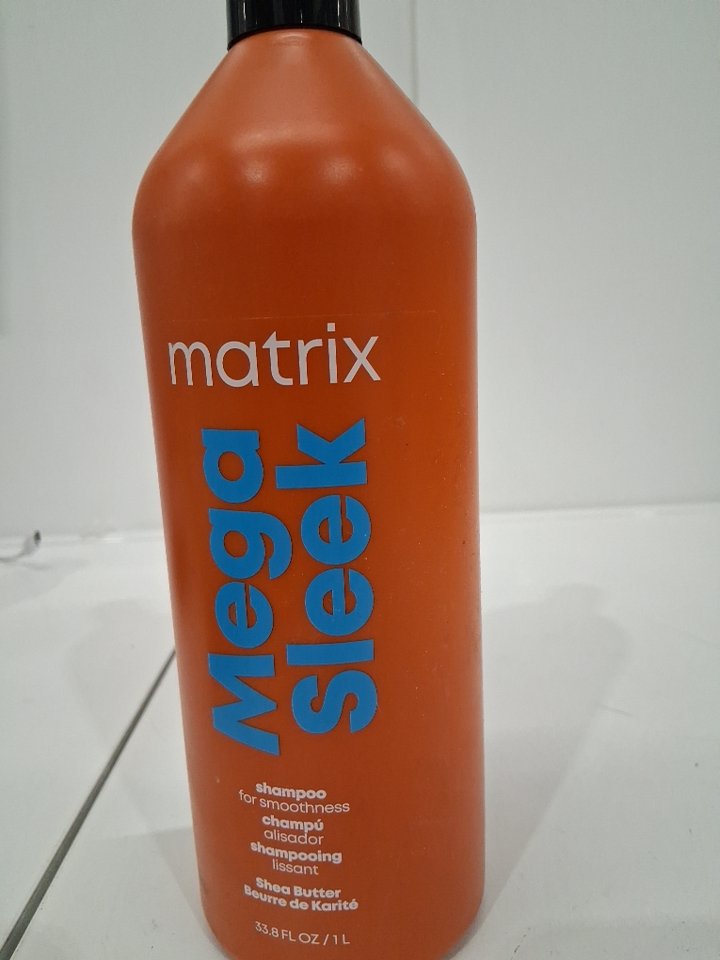 matrix
Mega
Sleek
shampoo
for smoothness
champú
alisador
shampooing
lissant
Shea Butter
Beurre de Karité
33.8 FL OZ / 1 L